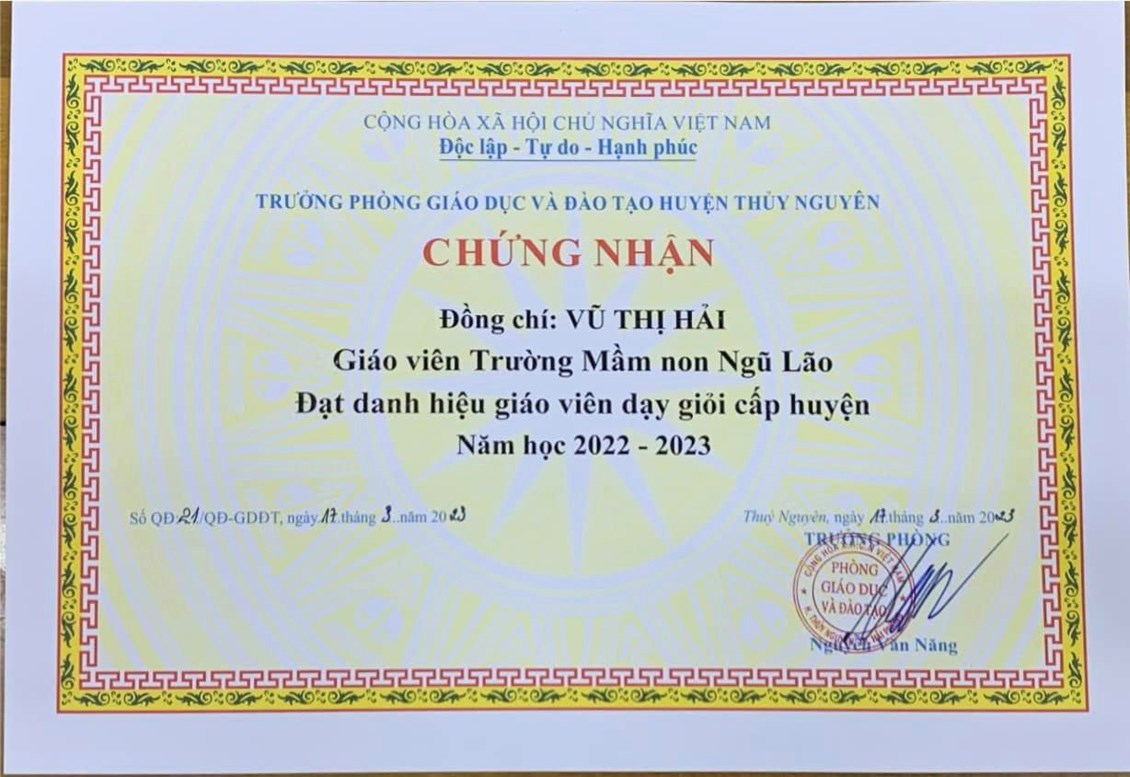 CỘNG HÒA XÃ HỘI CHỦ NGHĨA VIỆT NAM
Độc lập - Tự do - Hạnh phúc
TRƯỞNG PHÒNG GIÁO DỤC VÀ ĐÀO TẠO HUYỆN THỦY NGUYÊN
CHỨNG NHẬN
Đồng chí: VŨ THỊ HẢI
Giáo viên Trường Mầm non Ngũ Lão
Đạt danh hiệu giáo viên dạy giỏi cấp huyện
Năm học 2022 - 2023
Số QĐ:21/QĐ-GDĐT, ngày.17.tháng 3..năm 2023
Thuỷ Nguyên, ngày 17.tháng .3..năm 2023
TRƯỞNG PHÒNG
PHÒNG
GIÁO DỤC
VÀ ĐÀO TẠO
Nguyễn Văn Năng